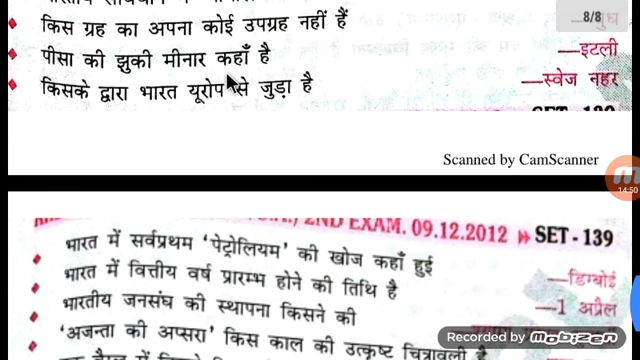 8/8
किस ग्रह का अपना कोई उपग्रह नहीं हैं —बुध
पीसा की झुकी मीनार कहाँ है —इटली
किसके द्वारा भारत यूरोप से जुड़ा है —स्वेज नहर
Scanned by CamScanner
14:50
2ND EXAM. 09.12.2012 SET - 139
भारत में सर्वप्रथम 'पेट्रोलियम' की खोज कहाँ हुई —डिग्बोई
भारत में वित्तीय वर्ष प्रारम्भ होने की तिथि है —1 अप्रैल
भारतीय जनसंघ की स्थापना किसने की
'अजन्ता की अप्सरा' किस काल की उत्कृष्ट चित्रावली है
Recorded by mobizen